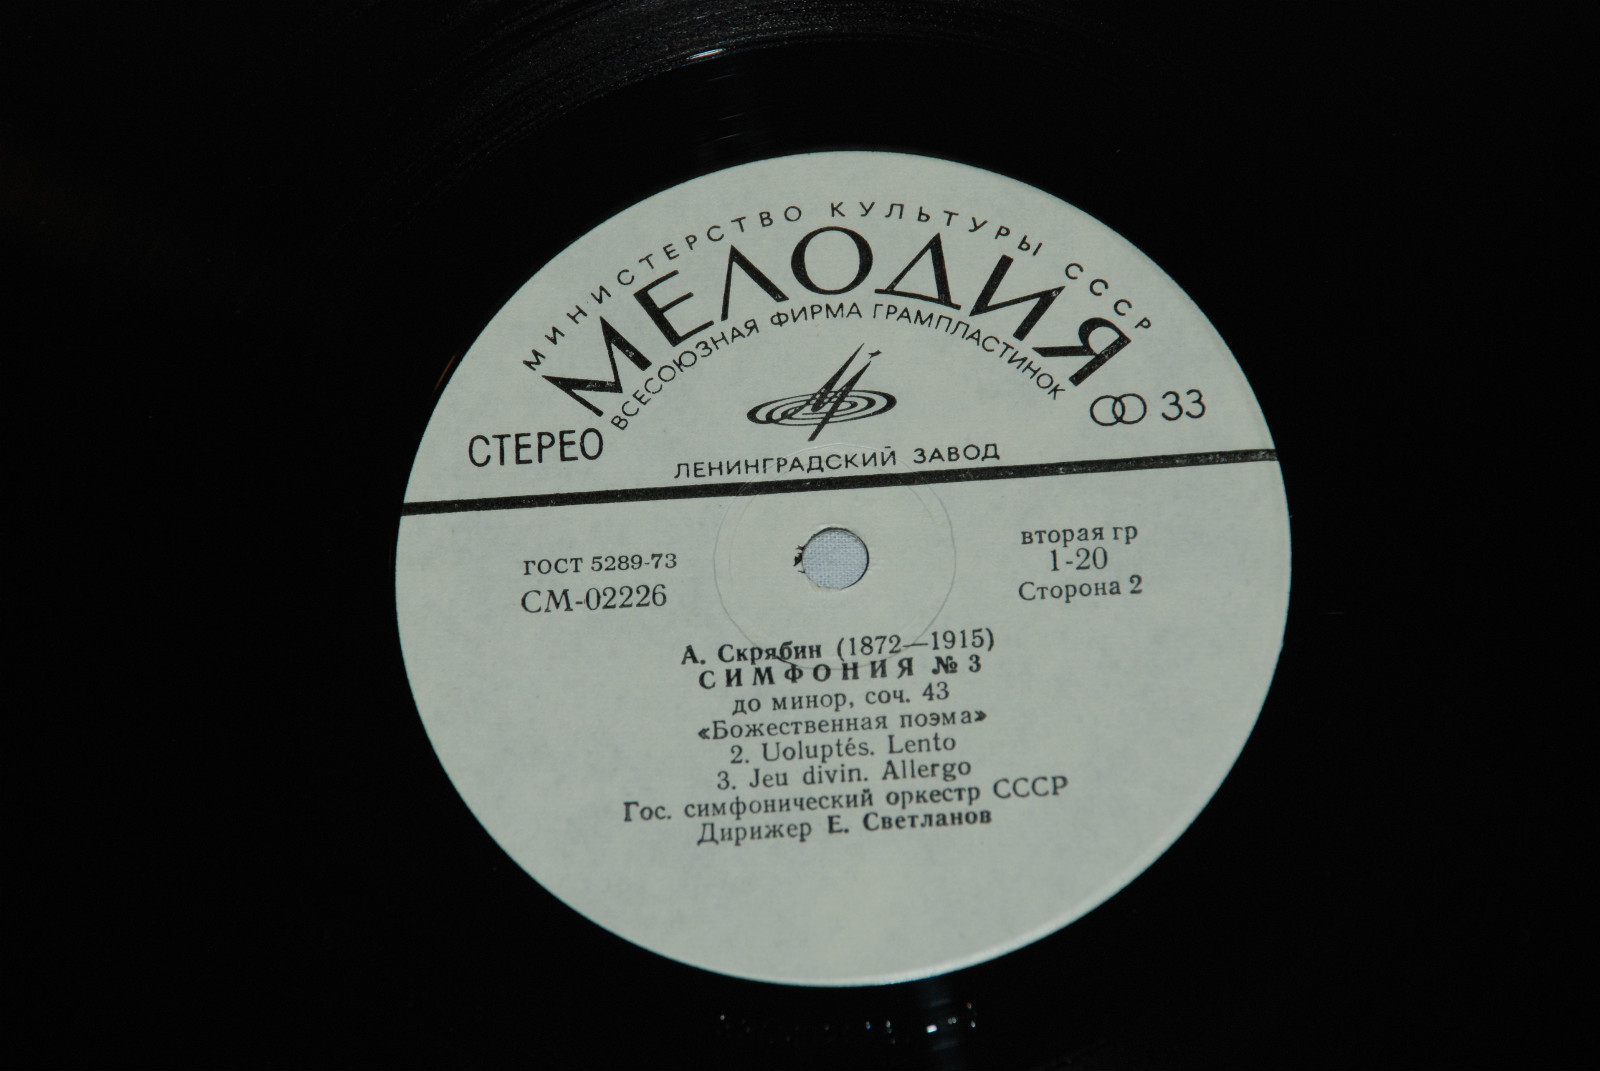 МИНИСТЕРСТВО КУЛЬТУРЫ СССР
МЕЛОДИЯ
ВСЕСОЮЗНАЯ ФИРМА ГРАМПЛАСТИНОК
СТЕРЕО
33
ЛЕНИНГРАДСКИЙ ЗАВОД
ГОСТ 5289-73
СМ-02226
вторая гр
1-20
Сторона 2
А. Скрябин (1872—1915)
СИМФОНИЯ № 3
до минор, соч. 43
«Божественная поэма»
2. Uoluptés. Lento
3. Jeu divin. Allergo
Гос. симфонический оркестр СССР
Дирижер Е. Светланов